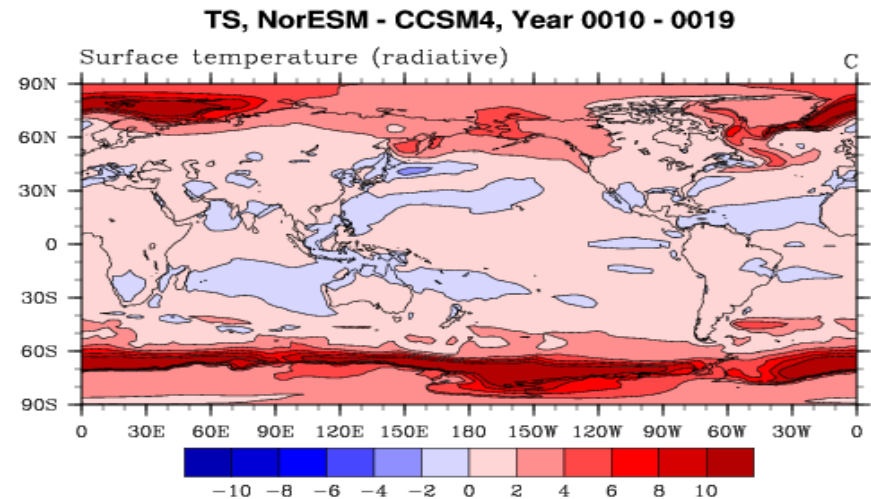 TS, NorESM - CCSM4, Year 0010 - 0019
Surface temperature (radiative) C
90N
60N
30N
0
30S
60S
90S
0 30E 60E 90E 120E 150E 180 150W 120W 90W 60W 30W 0
-10 -8 -6 -4 -2 0 2 4 6 8 10